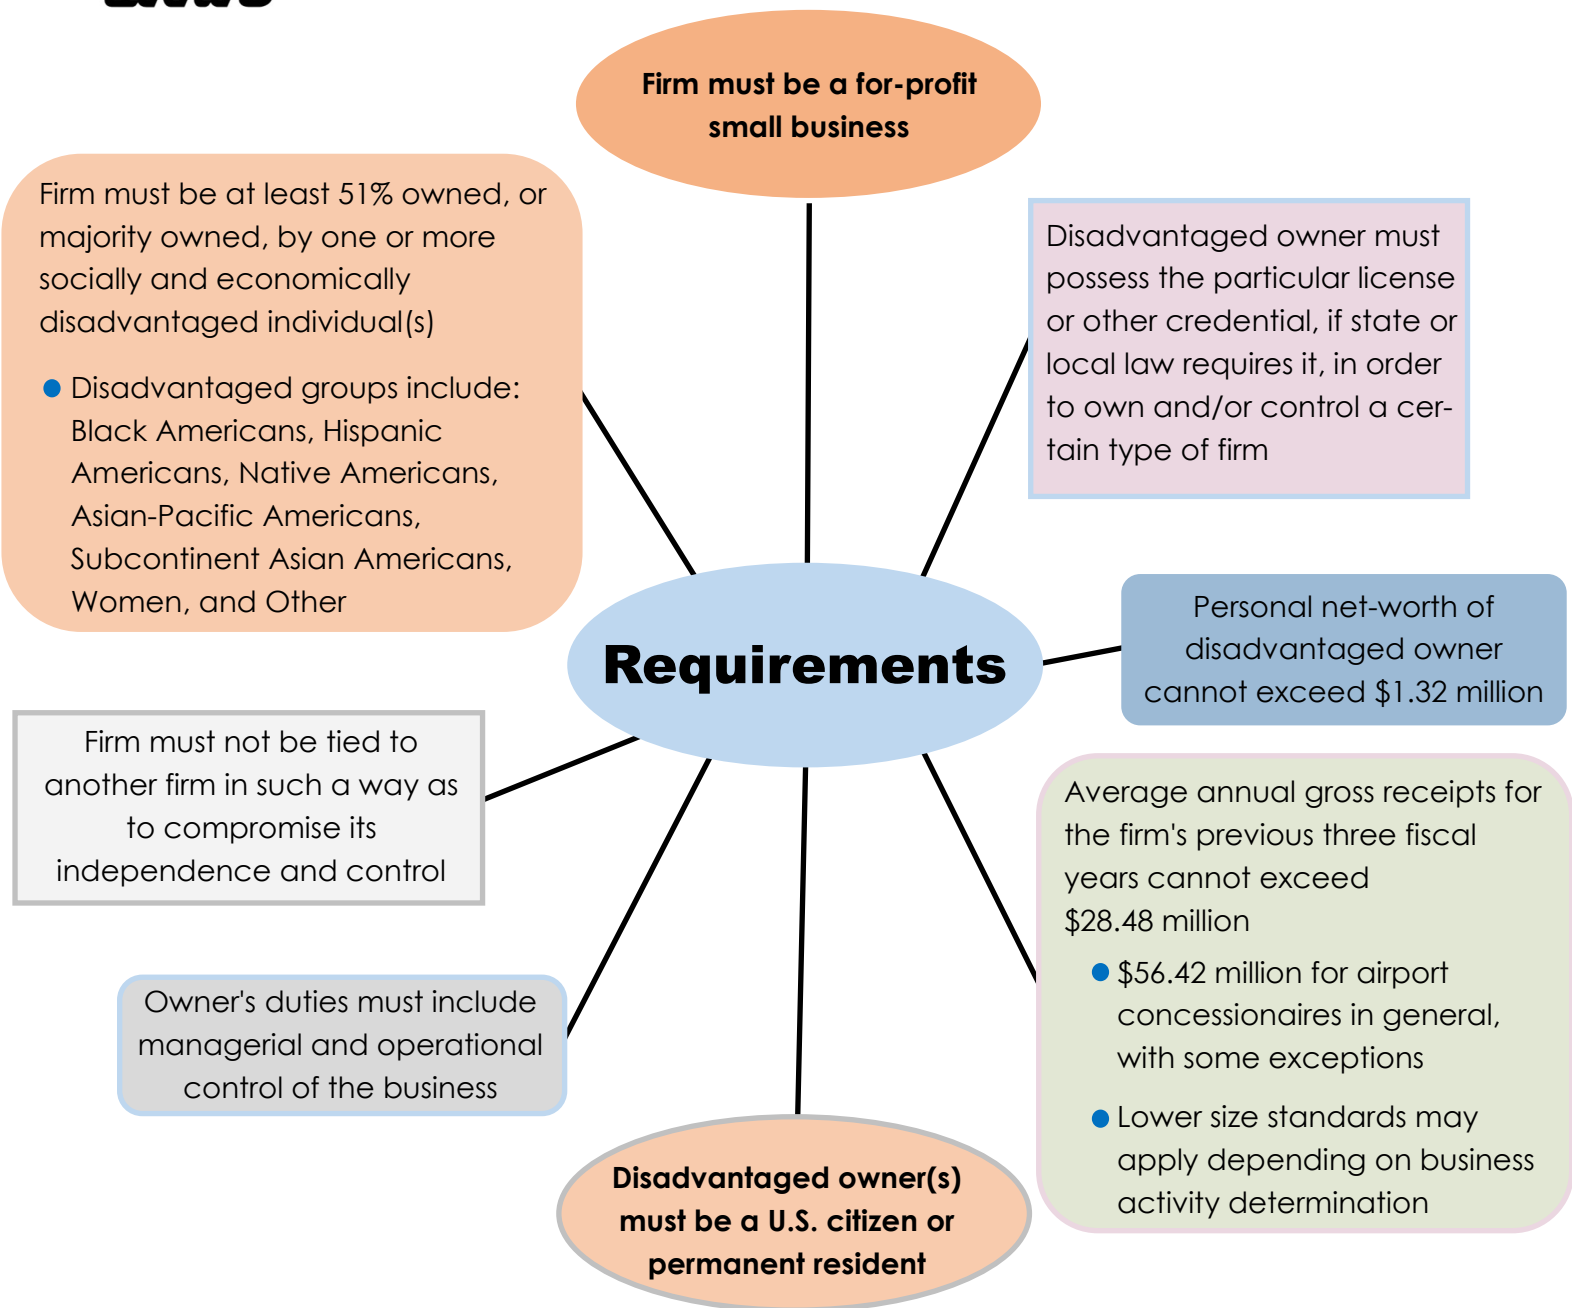 Firm must be a for-profit
small business
Firm must be at least 51% owned, or
majority owned, by one or more
socially and economically
disadvantaged individual(s)
Disadvantaged groups include:
Black Americans, Hispanic
Americans, Native Americans,
Asian-Pacific Americans,
Subcontinent Asian Americans,
Women, and Other
Disadvantaged owner must
possess the particular license
or other credential, if state or
local law requires it, in order
to own and/or control a cer-
tain type of firm
Requirements
Personal net-worth of
disadvantaged owner
cannot exceed $1.32 million
Firm must not be tied to
another firm in such a way as
to compromise its
independence and control
Average annual gross receipts for
the firm's previous three fiscal
years cannot exceed
$28.48 million
$56.42 million for airport
concessionaires in general,
with some exceptions
Lower size standards may
apply depending on business
activity determination
Owner's duties must include
managerial and operational
control of the business
Disadvantaged owner(s)
must be a U.S. citizen or
permanent resident